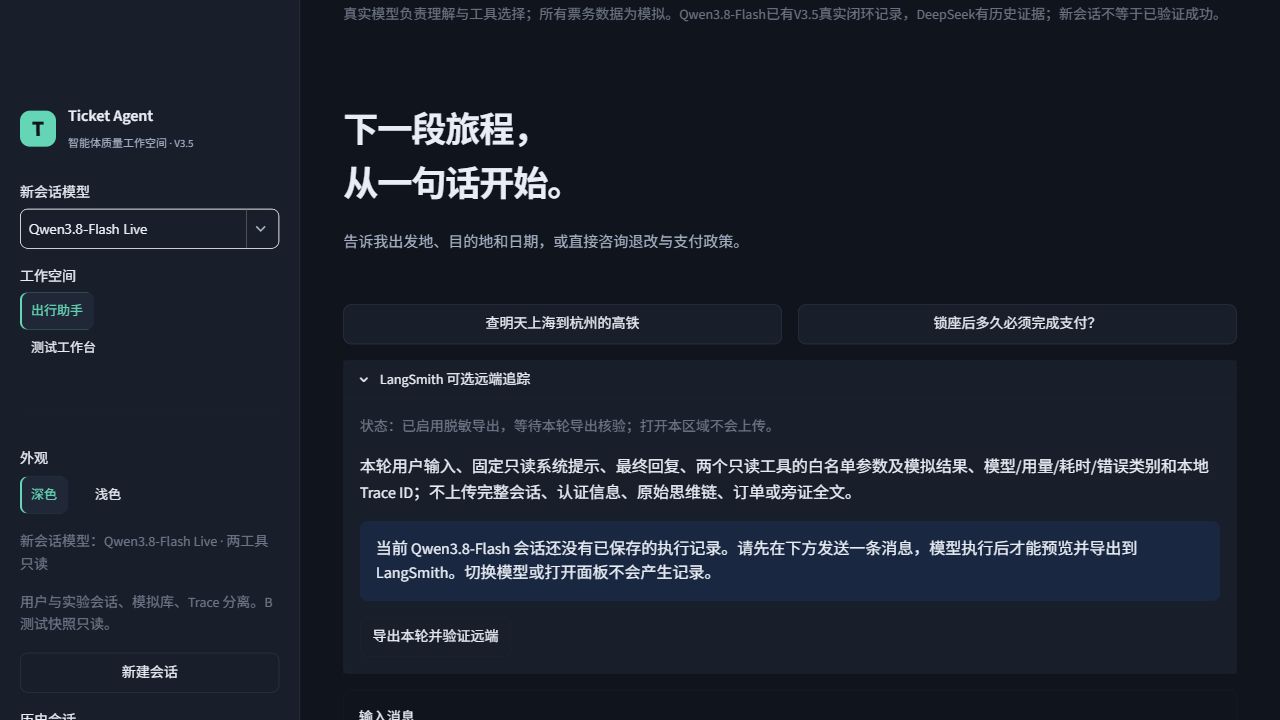 真实模型负责理解与工具选择；所有票务数据为模拟。Qwen3.8-Flash已有V3.5真实闭环记录，DeepSeek有历史证据；新会话不等于已验证成功。
T
Ticket Agent
智能体质量工作空间 · V3.5
新会话模型
Qwen3.8-Flash Live
工作空间
出行助手
测试工作台
外观
深色
浅色
新会话模型：Qwen3.8-Flash Live · 两工具
只读
用户与实验会话、模拟库、Trace 分离。B
测试快照只读。
新建会话
历史会话
下一段旅程，
从一句话开始。
告诉我出发地、目的地和日期，或直接咨询退改与支付政策。
查明天上海到杭州的高铁
锁座后多久必须完成支付？
LangSmith 可选远端追踪
状态：已启用脱敏导出，等待本轮导出核验；打开本区域不会上传。
本轮用户输入、固定只读系统提示、最终回复、两个只读工具的白名单参数及模拟结果、模型/用量/耗时/错误类别和本地
Trace ID；不上传完整会话、认证信息、原始思维链、订单或旁证全文。
当前 Qwen3.8-Flash 会话还没有已保存的执行记录。请先在下方发送一条消息，模型执行后才能预览并导出到
LangSmith。切换模型或打开面板不会产生记录。
导出本轮并验证远端
输入消息